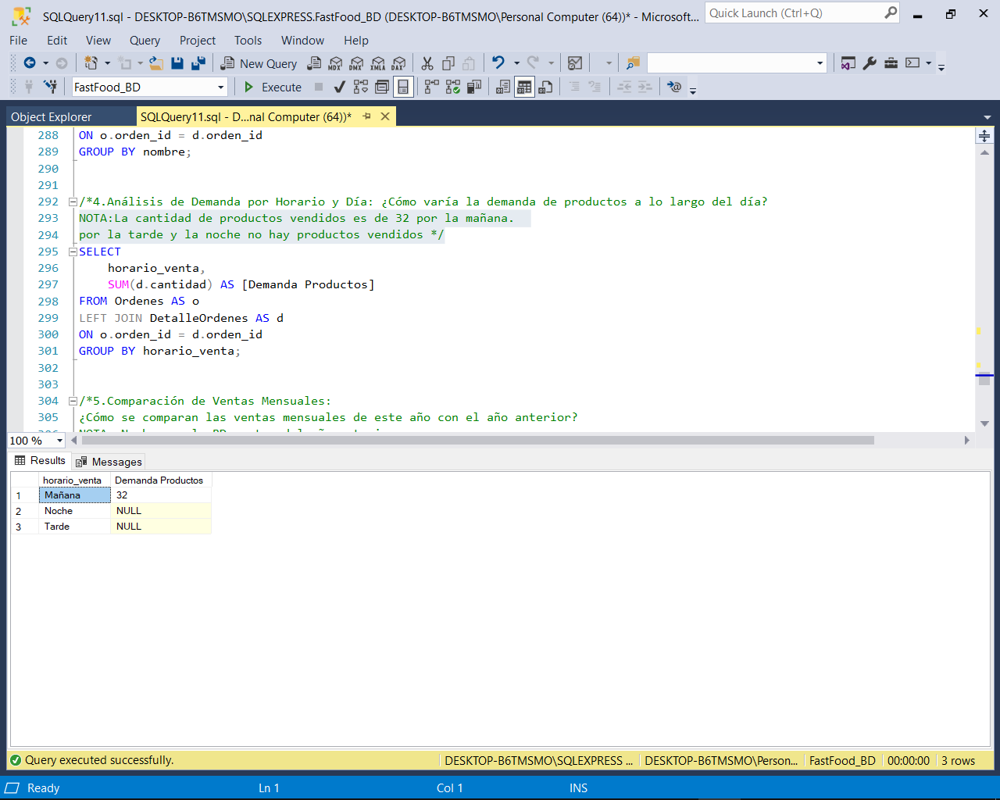 SQLQuery11.sql - DESKTOP-B6TMSMO\SQLEXPRESS.FastFood_BD (DESKTOP-B6TMSMO\Personal Computer (64))* - Microsoft...
Quick Launch (Ctrl+Q)
File Edit View Query Project Tools Window Help
New Query MDX DMX XMLA DAX
FastFood_BD Execute
Object Explorer
SQLQuery11.sql - D...nal Computer (64))*
288 ON o.orden_id = d.orden_id
289 GROUP BY nombre;
290
291
292 /*4.Análisis de Demanda por Horario y Día: ¿Cómo varía la demanda de productos a lo largo del día?
293 NOTA:La cantidad de productos vendidos es de 32 por la mañana.
294 por la tarde y la noche no hay productos vendidos */
295 SELECT
296 horario_venta,
297 SUM(d.cantidad) AS [Demanda Productos]
298 FROM Ordenes AS o
299 LEFT JOIN DetalleOrdenes AS d
300 ON o.orden_id = d.orden_id
301 GROUP BY horario_venta;
302
303
304 /*5.Comparación de Ventas Mensuales:
305 ¿Cómo se comparan las ventas mensuales de este año con el año anterior?
100 %
Results Messages
horario_venta Demanda Productos
1 Mañana 32
2 Noche NULL
3 Tarde NULL
Query executed successfully. DESKTOP-B6TMSMO\SQLEXPRESS ... DESKTOP-B6TMSMO\Person... FastFood_BD 00:00:00 3 rows
Ready Ln 1 Col 1 INS